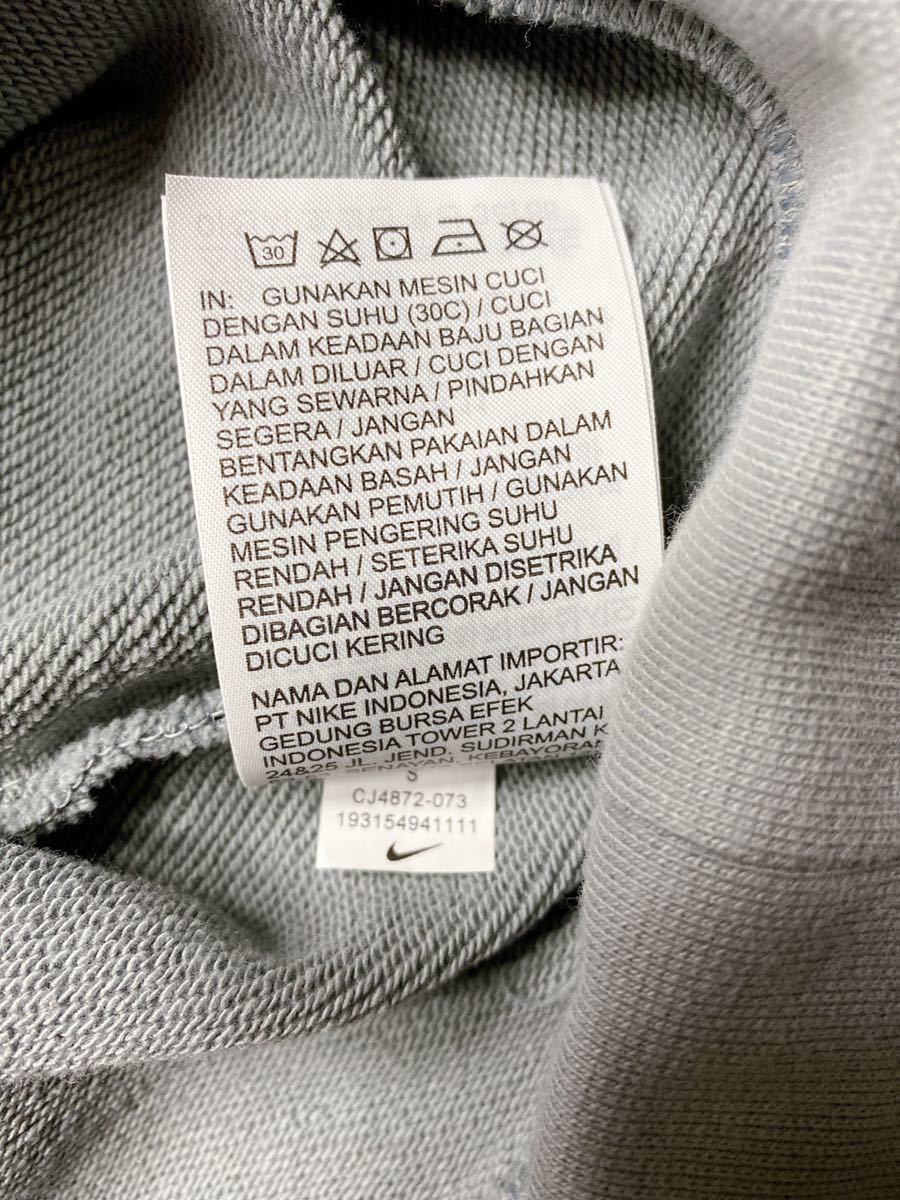 30
IN: GUNAKAN MESIN CUCI
DENGAN SUHU (30C) / CUCI
DALAM KEADAAN BAJU BAGIAN
DALAM DILUAR / CUCI DENGAN
YANG SEWARNA / PINDAHKAN
SEGERA / JANGAN
BENTANGKAN PAKAIAN DALAM
KEADAAN BASAH / JANGAN
GUNAKAN PEMUTIH / GUNAKAN
MESIN PENGERING SUHU
RENDAH / SETERIKA SUHU
RENDAH / JANGAN DISETRIKA
DIBAGIAN BERCORAK / JANGAN
DICUCI KERING
NAMA DAN ALAMAT IMPORTIR:
PT NIKE INDONESIA, JAKARTA
GEDUNG BURSA EFEK
INDONESIA TOWER 2 LANTAI
24&25 JL. JEND. SUDIRMAN K
SENAYAN, KEBAYORAN
S
CJ4872-073
193154941111